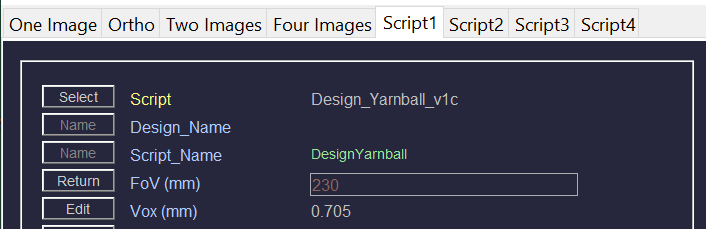 One Image Ortho Two Images Four Images Script1 Script2 Script3 Script4
Select Script Design_Yarnball_v1c
Name Design_Name
Name Script_Name DesignYarnball
Return FoV (mm) 230
Edit Vox (mm) 0.705